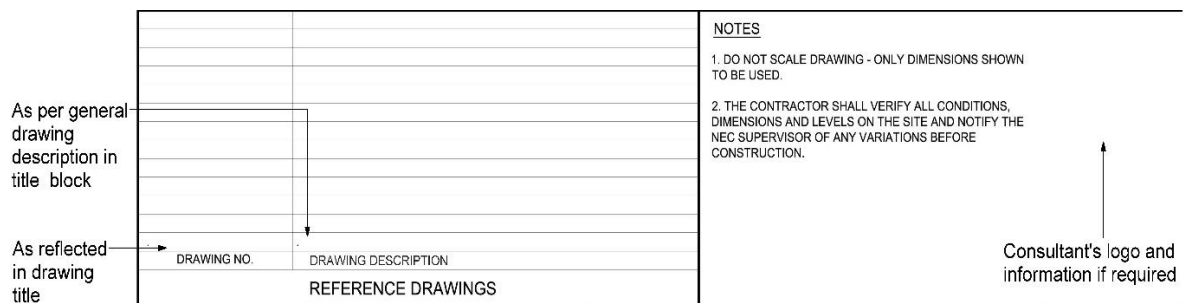 As per general
drawing
description in
title block
As reflected
in drawing
title
DRAWING NO.
DRAWING DESCRIPTION
REFERENCE DRAWINGS
NOTES
1. DO NOT SCALE DRAWING - ONLY DIMENSIONS SHOWN
TO BE USED.
2. THE CONTRACTOR SHALL VERIFY ALL CONDITIONS,
DIMENSIONS AND LEVELS ON THE SITE AND NOTIFY THE
NEC SUPERVISOR OF ANY VARIATIONS BEFORE
CONSTRUCTION.
Consultant's logo and
information if required